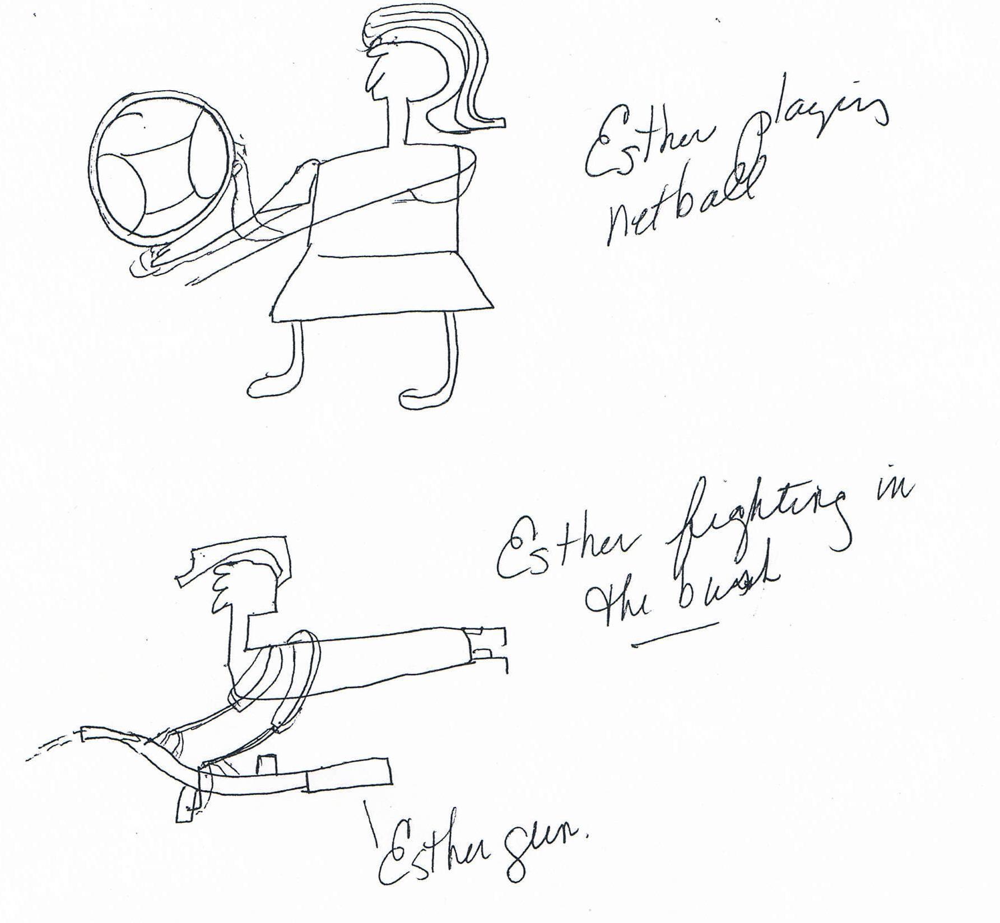 Esther playing
netball
Esther fighting in
the bush
Esther gun.